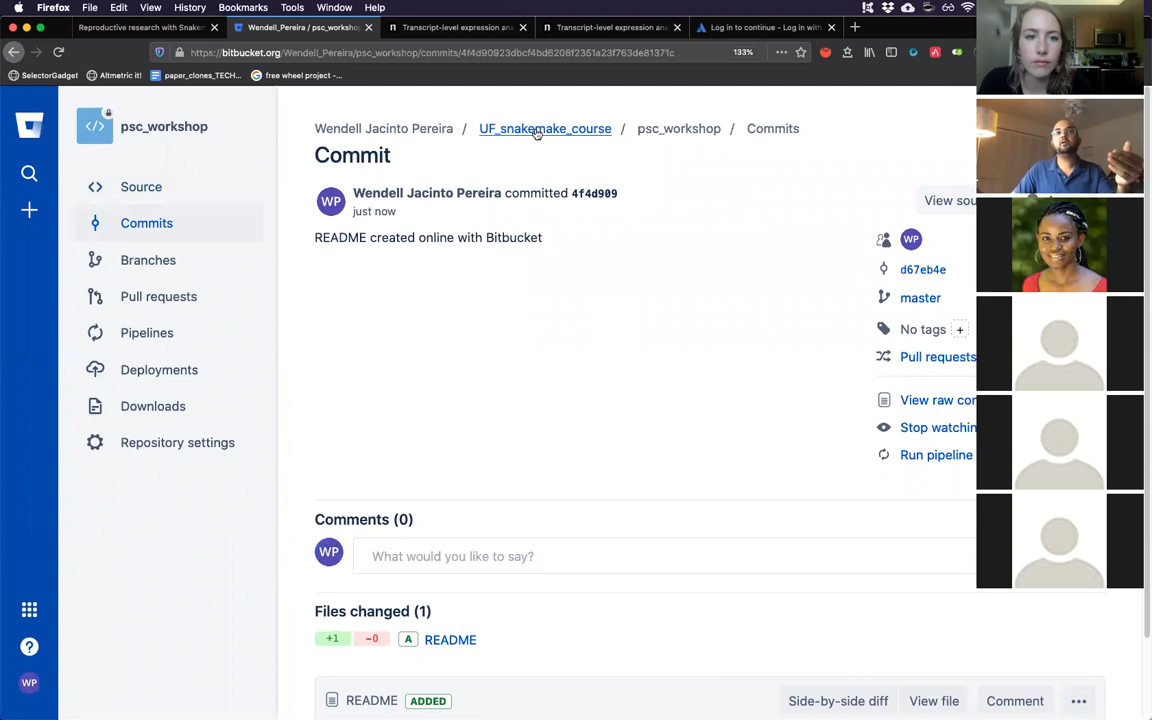 Firefox File Edit View History Bookmarks Tools Window Help
Reproductive research with Snaker
Wendell_Pereira / psc_worksho
Transcript-level expression ana
Transcript-level expression ana
Log in to continue - Log in with
https://bitbucket.org/Wendell_Pereira/psc_workshop/commits/4f4d90923dbcf4bd6208f2351a23f763de81371c
133%
SelectorGadget
Altmetric it!
paper_clones_TECH...
free wheel project -...
psc_workshop
Source
Commits
Branches
Pull requests
Pipelines
Deployments
Downloads
Repository settings
WP
Wendell Jacinto Pereira / UF_snakemake_course / psc_workshop / Commits
Commit
WP
Wendell Jacinto Pereira committed 4f4d909
just now
View sou
README created online with Bitbucket
WP
d67eb4e
master
No tags +
Pull requests
View raw con
Stop watchin
Run pipeline
Comments (0)
WP
What would you like to say?
Files changed (1)
+1 -0 A README
README ADDED
Side-by-side diff View file Comment